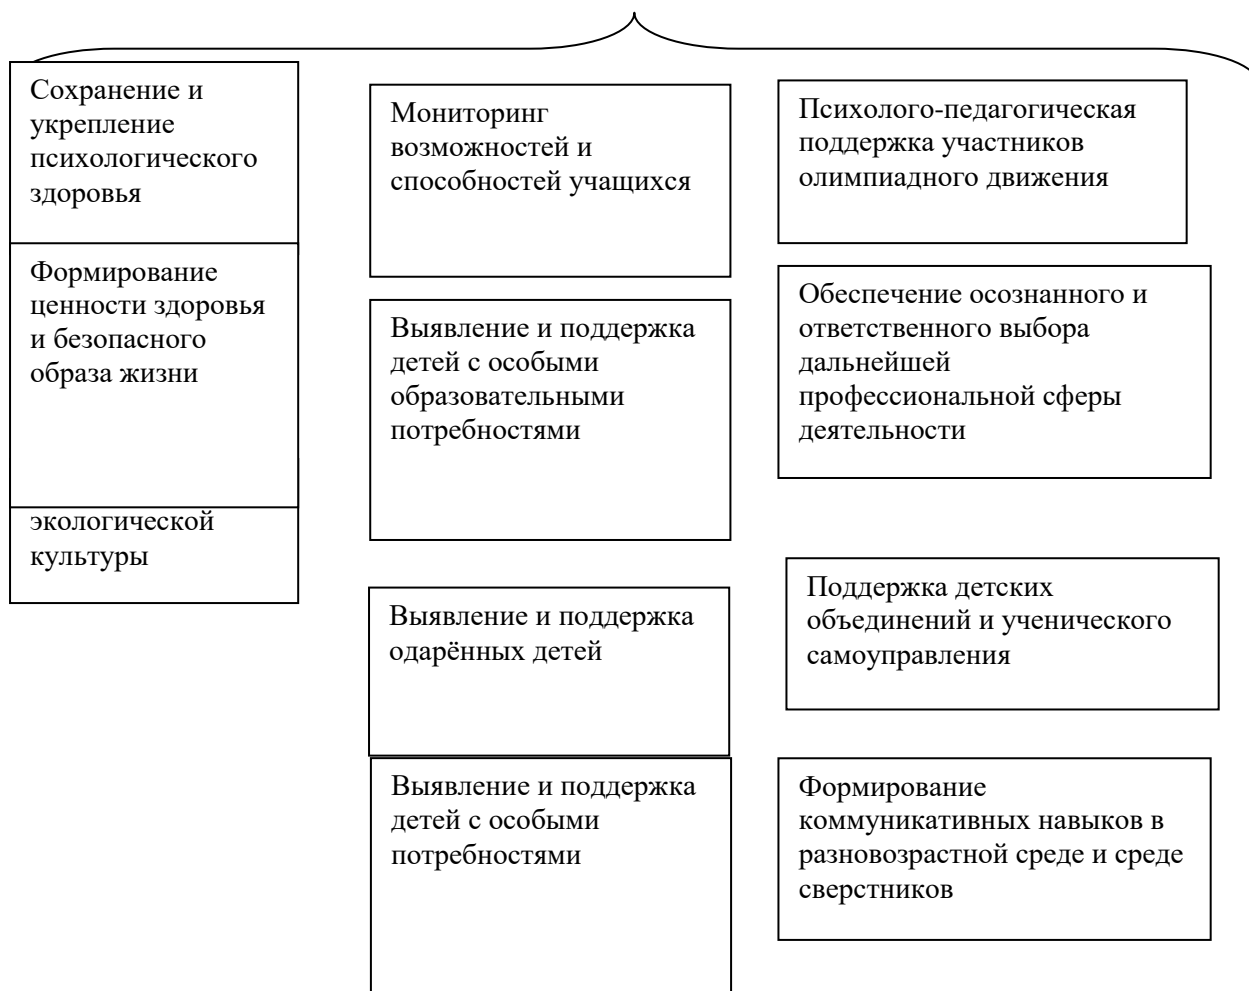 Сохранение и
укрепление
психологического
здоровья
Формирование
ценности здоровья
и безопасного
образа жизни
экологической
культуры
Мониторинг
возможностей и
способностей учащихся
Выявление и поддержка
детей с особыми
образовательными
потребностями
Выявление и поддержка
одарённых детей
Выявление и поддержка
детей с особыми
потребностями
Психолого-педагогическая
поддержка участников
олимпиадного движения
Обеспечение осознанного и
ответственного выбора
дальнейшей
профессиональной сферы
деятельности
Поддержка детских
объединений и ученического
самоуправления
Формирование
коммуникативных навыков в
разновозрастной среде и среде
сверстников